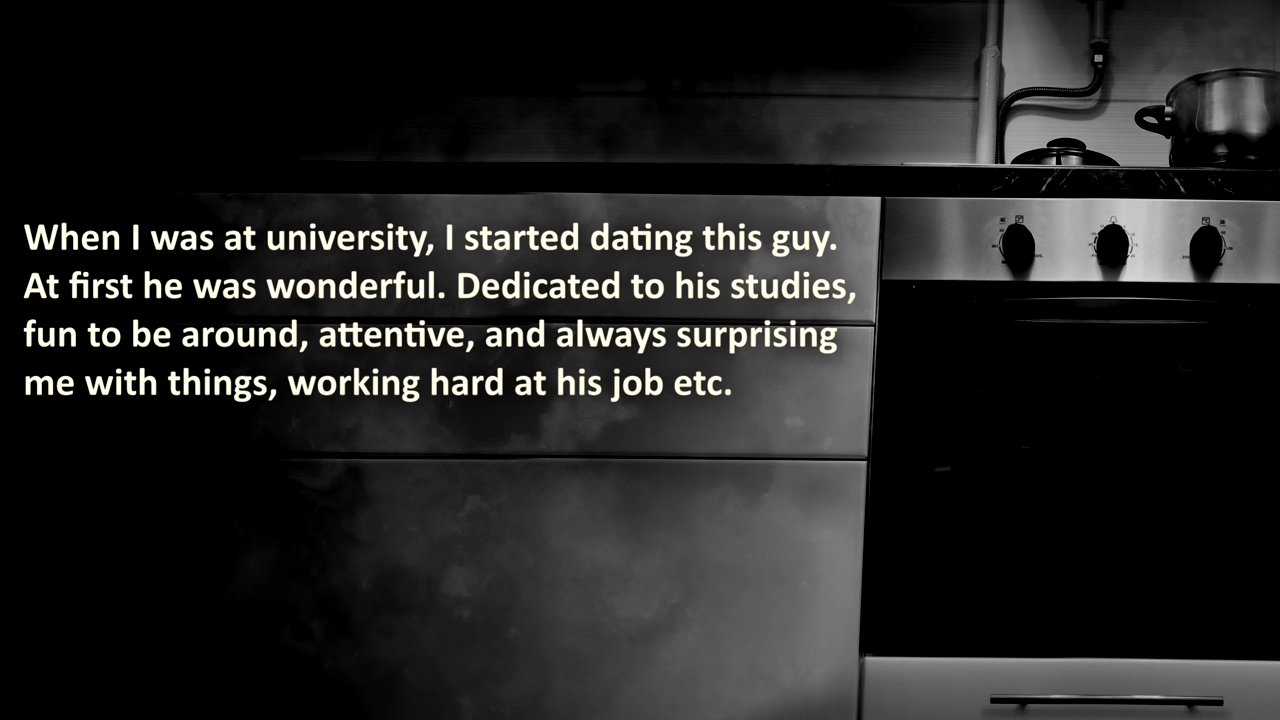 When I was at university, I started dating this guy.
At first he was wonderful. Dedicated to his studies,
fun to be around, attentive, and always surprising
me with things, working hard at his job etc.